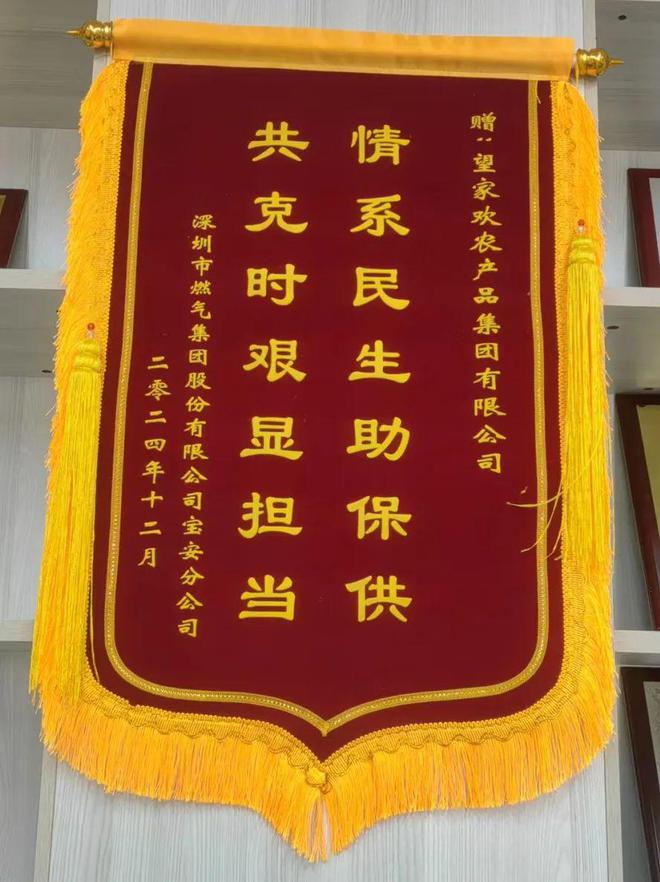 赠：望家欢农产品集团有限公司
情系民生助保供
共克时艰显担当
深圳市燃气集团股份有限公司宝安分公司
二零二四年十二月